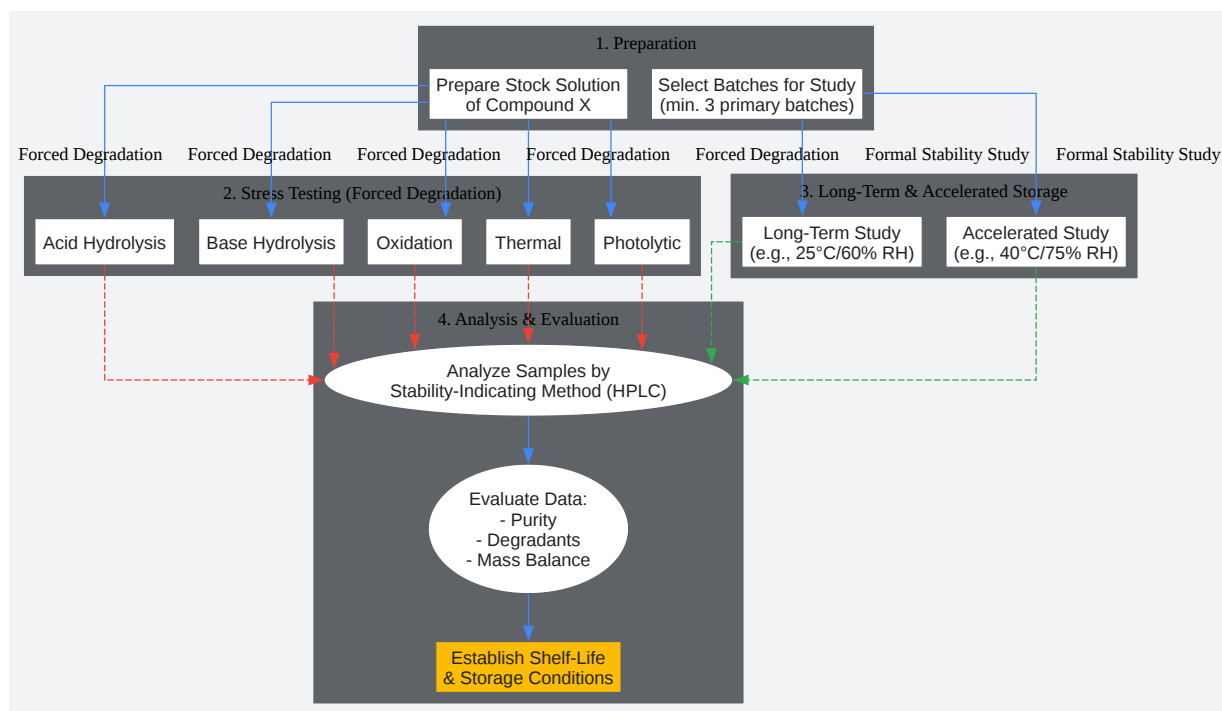 1. Preparation
Prepare Stock Solution
of Compound X
Select Batches for Study
(min. 3 primary batches)
Forced Degradation
Forced Degradation
Forced Degradation
Forced Degradation
Forced Degradation
Formal Stability Study
Formal Stability Study
2. Stress Testing (Forced Degradation)
Acid Hydrolysis
Base Hydrolysis
Oxidation
Thermal
Photolytic
3. Long-Term & Accelerated Storage
Long-Term Study
(e.g., 25°C/60% RH)
Accelerated Study
(e.g., 40°C/75% RH)
4. Analysis & Evaluation
Analyze Samples by
Stability-Indicating Method (HPLC)
Evaluate Data:
- Purity
- Degradants
- Mass Balance
Establish Shelf-Life
& Storage Conditions